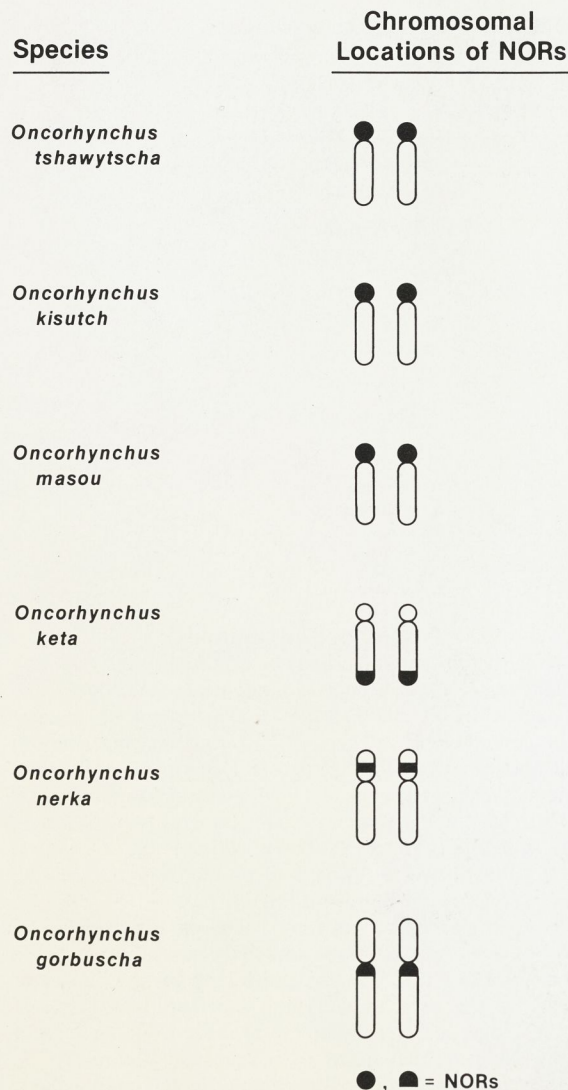 Species
Chromosomal
Locations of NORs
Oncorhynchus
tshawytscha
Oncorhynchus
kisutch
Oncorhynchus
masou
Oncorhynchus
keta
Oncorhynchus
nerka
Oncorhynchus
gorbuscha
, = NORs